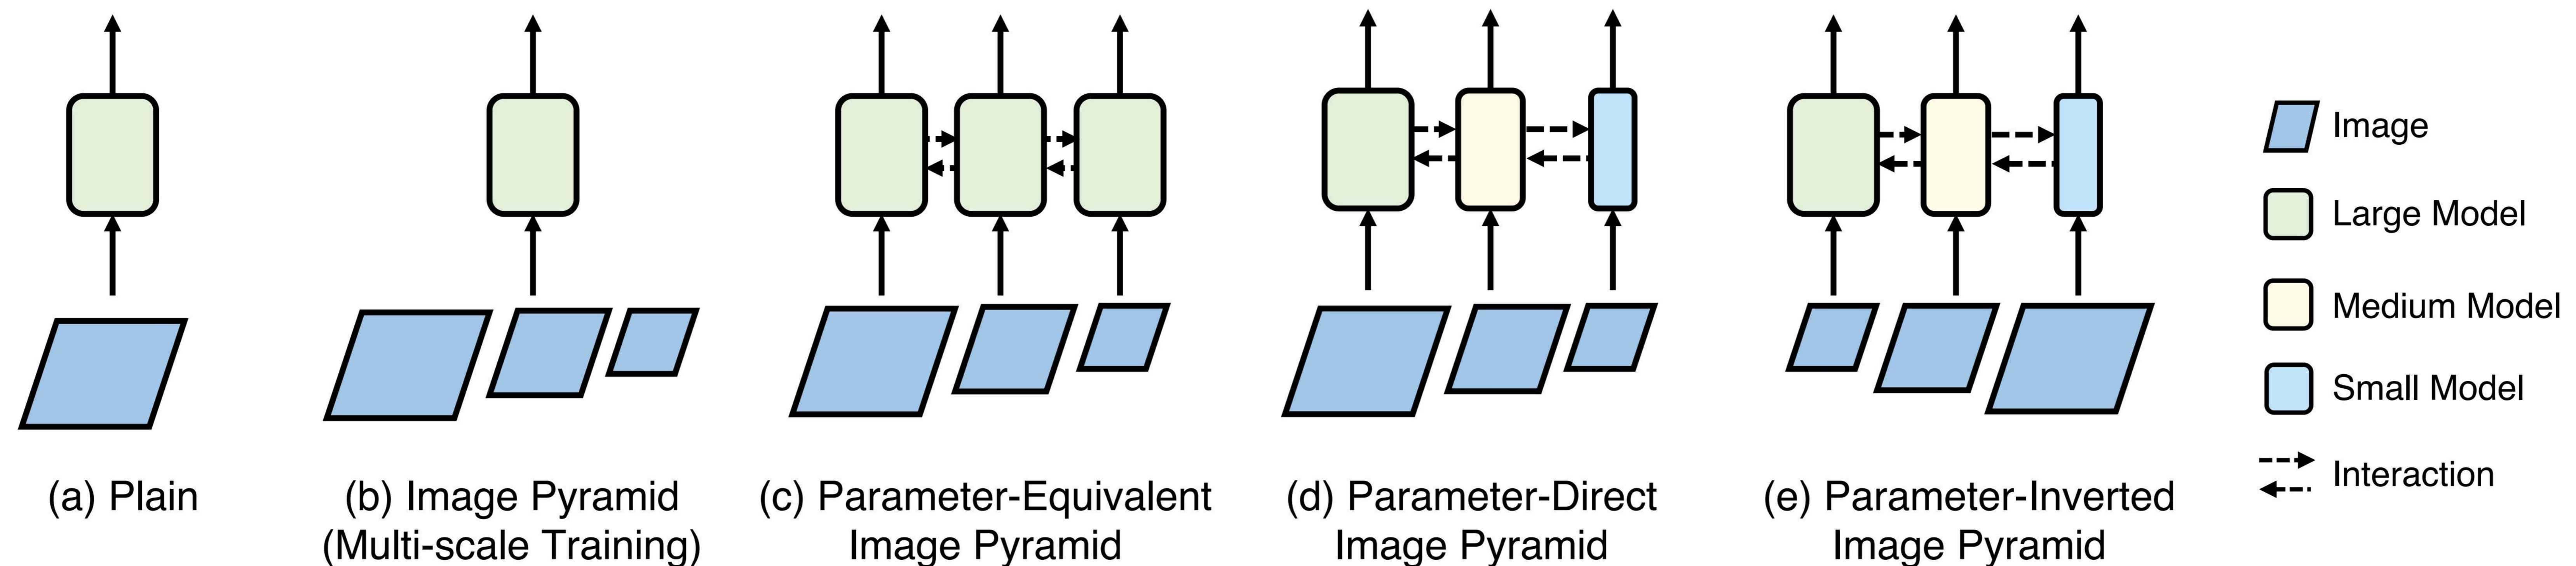 Image
Large Model
Medium Model
Small Model
Interaction
(a) Plain
(b) Image Pyramid
(Multi-scale Training)
(c) Parameter-Equivalent
Image Pyramid
(d) Parameter-Direct
Image Pyramid
(e) Parameter-Inverted
Image Pyramid